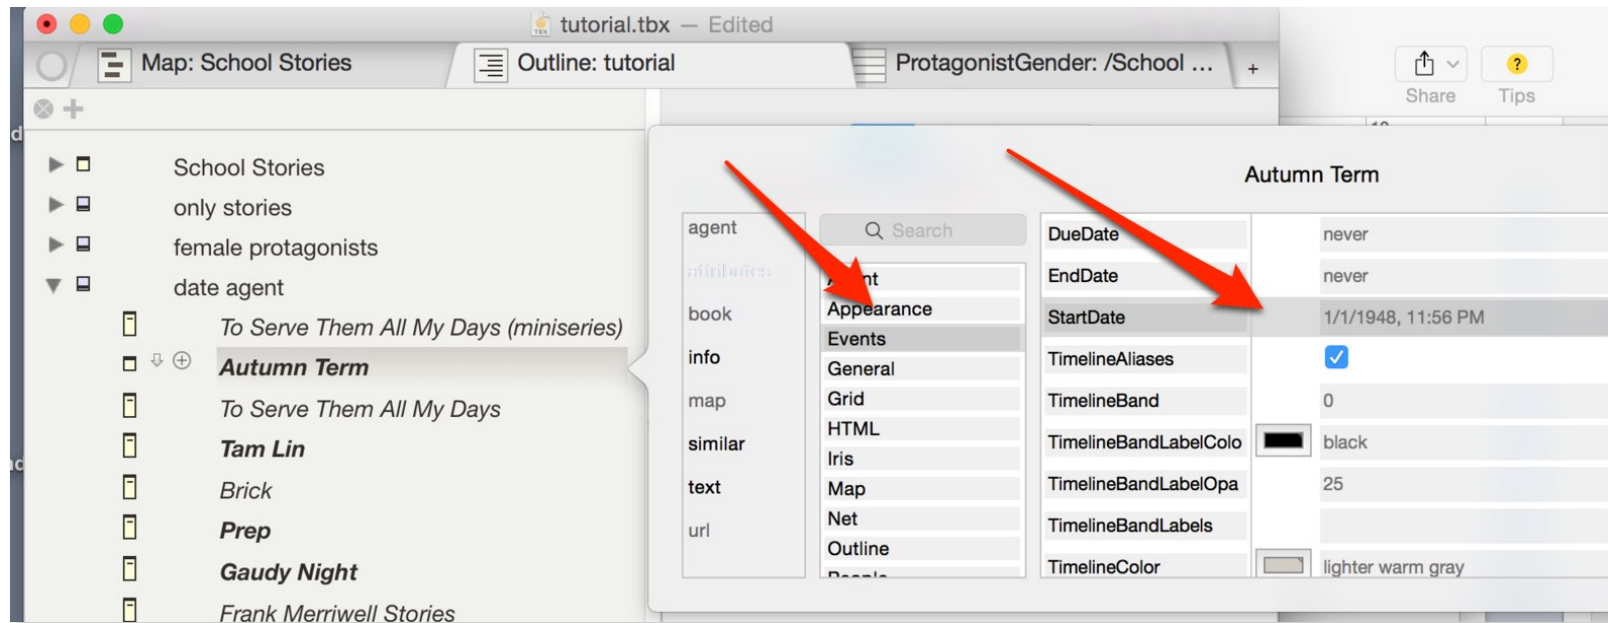 tutorial.tbx — Edited
Map: School Stories
Outline: tutorial
ProtagonistGender: /School ...
+
Share
Tips
School Stories
only stories
female protagonists
date agent
To Serve Them All My Days (miniseries)
Autumn Term
To Serve Them All My Days
Tam Lin
Brick
Prep
Gaudy Night
Frank Merriwell Stories
Autumn Term
agent
attributes
book
info
map
similar
text
url
Search
Appearance
Events
General
Grid
HTML
Iris
Map
Net
Outline
People
DueDate never
EndDate never
StartDate 1/1/1948, 11:56 PM
TimelineAliases
TimelineBand 0
TimelineBandLabelColo black
TimelineBandLabelOpa 25
TimelineBandLabels
TimelineColor lighter warm gray